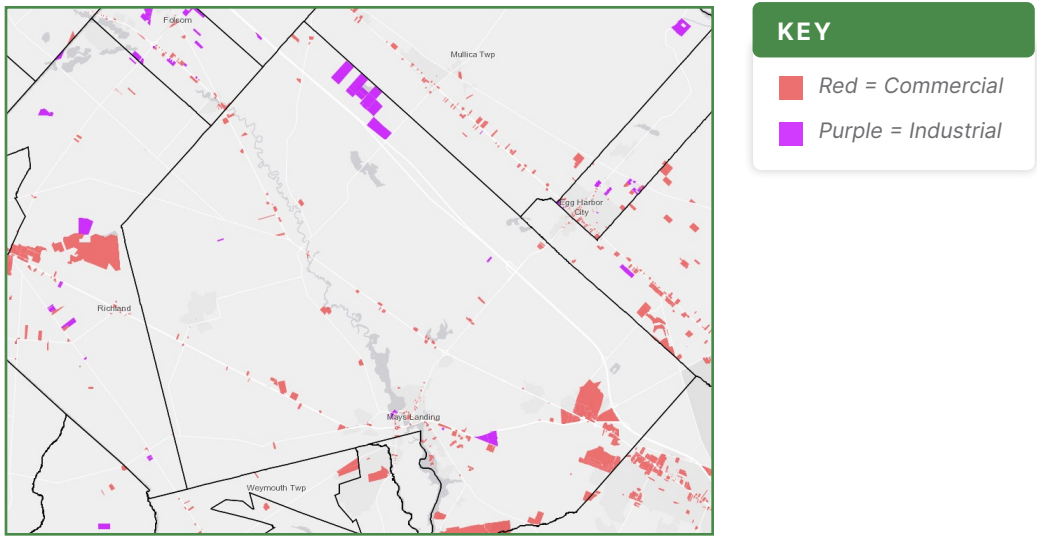 Folsom
Mullica Twp
Egg Harbor
City
Richland
Mays Landing
Weymouth Twp
KEY
Red = Commercial
Purple = Industrial